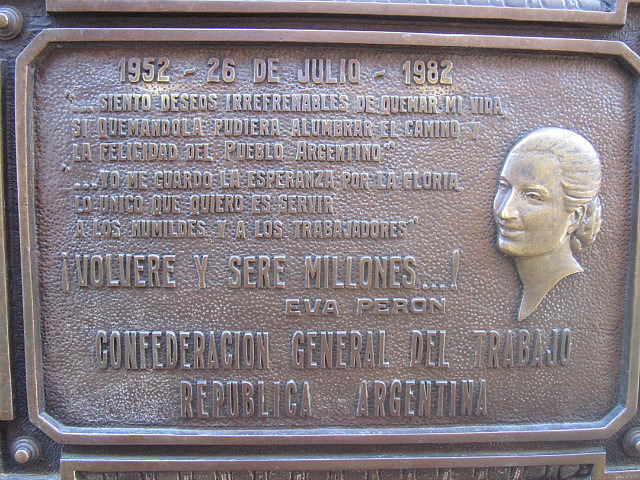 1952 - 26 DE JULIO - 1982
"... SIENTO DESEOS IRREFRENABLES DE QUEMAR MI VIDA
SI QUEMANDOLA PUDIERA ALUMBRAR EL CAMINO Y
LA FELICIDAD DEL PUEBLO ARGENTINO"
"...YO ME GUARDO LA ESPERANZA POR LA GLORIA
LO UNICO QUE QUIERO ES SERVIR
A LOS HUMILDES Y A LOS TRABAJADORES"
¡VOLVERE Y SERE MILLONES...!
EVA PERON
CONFEDERACION GENERAL DEL TRABAJO
REPUBLICA ARGENTINA